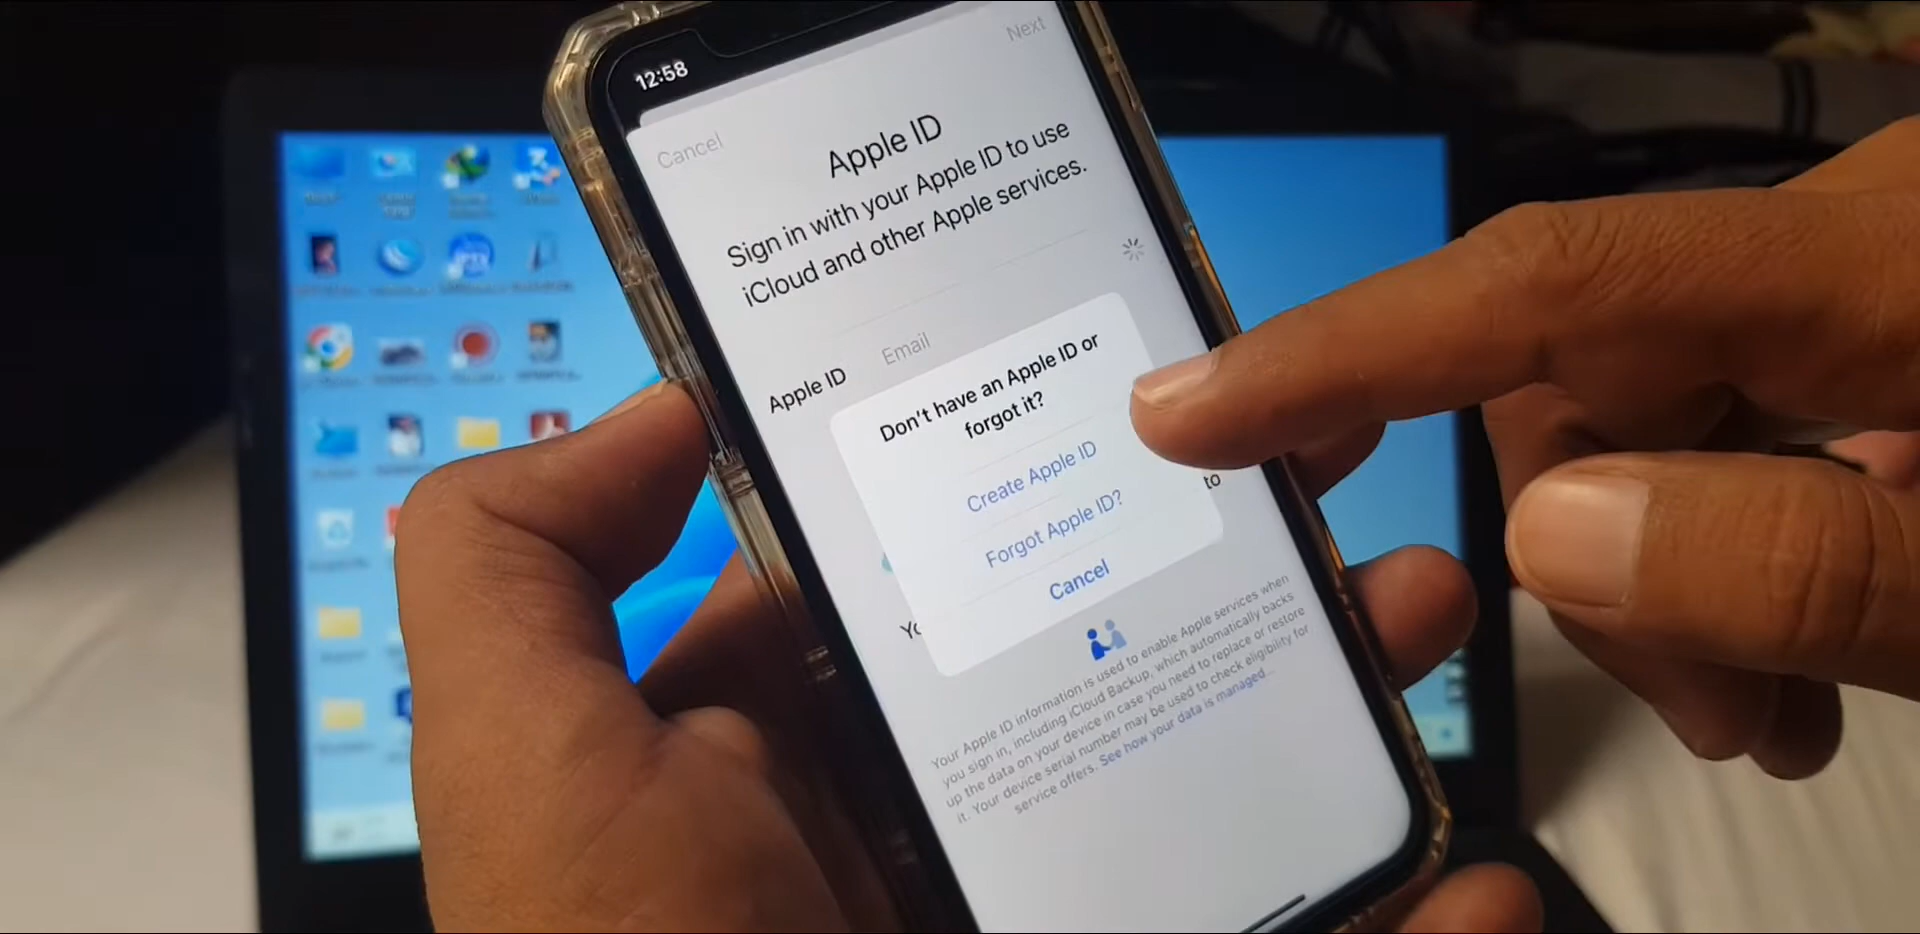 12:58
Next
Cancel
Apple ID
Sign in with your Apple ID to use
iCloud and other Apple services.
Apple ID Email
Don't have an Apple ID or
forgot it?
Create Apple ID
Forgot Apple ID?
Cancel
to
Your Apple ID information is used to enable Apple services when
you sign in, including iCloud Backup, which automatically backs
up the data on your device in case you need to replace or restore
it. Your device serial number may be used to check eligibility for
service offers. See how your data is managed...